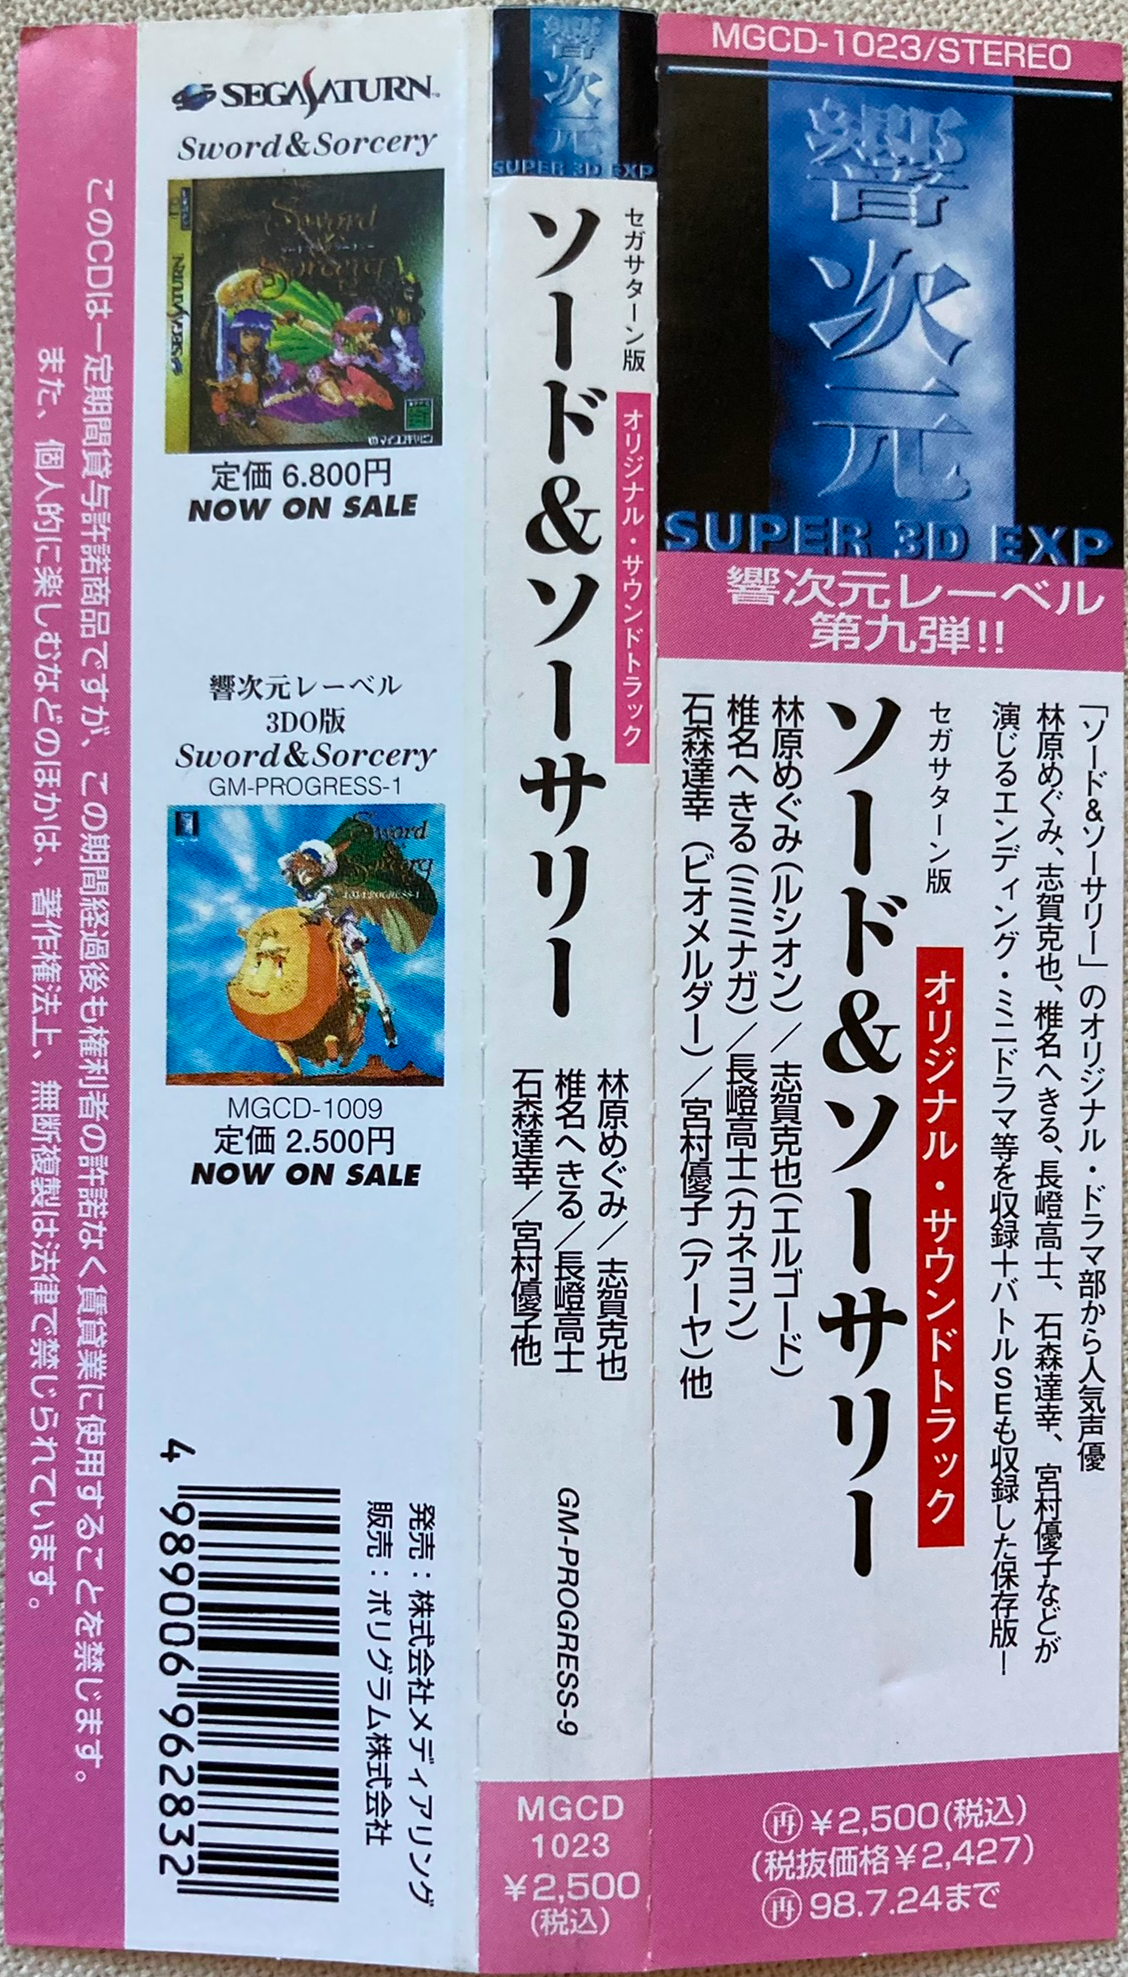 MGCD-1023/STEREO
響次元
SUPER 3D EXP
響次元レーベル
第九弾!!
「ソード&ソーサリー」のオリジナル・ドラマ部から人気声優
林原めぐみ、志賀克也、椎名へきる、長嶝高士、石森達幸、宮村優子などが
演じるエンディング・ミニドラマ等を収録+バトルSEも収録した保存版ー
セガサターン版
オリジナル・サウンドトラック
ソード&ソーサリー
林原めぐみ(ルシオン)/志賀克也(エルゴード)
椎名へきる(ミミナガ)/長嶝高士(カネヨン)
石森達幸(ビオメルダー)/宮村優子(アーヤ)他
再¥2,500(税込)
(税抜価格¥2,427)
再98.7.24まで
響次元
SUPER 3D EXP
セガサターン版
オリジナル・サウンドトラック
ソード&ソーサリー
林原めぐみ/志賀克也
椎名へきる/長嶝高士
石森達幸/宮村優子他
GM-PROGRESS-9
MGCD
1023
¥2,500
(税込)
SEGA SATURN
Sword&Sorcery
Sword
&
Sorcery
定価 6.800円
NOW ON SALE
響次元レーベル
3DO版
Sword&Sorcery
GM-PROGRESS-1
Sword
&
Sorcery
GM-PROGRESS-1
MGCD-1009
定価 2.500円
NOW ON SALE
発売:株式会社メディアリング
販売:ポリグラム株式会社
4 989006 962832
このCDは一定期間貸与許諾商品ですが、この期間経過後も権利者の許諾なく賃貸業に使用することを禁じます。
また、個人的に楽しむなどのほかは、著作権法上、無断複製は法律で禁じられています。